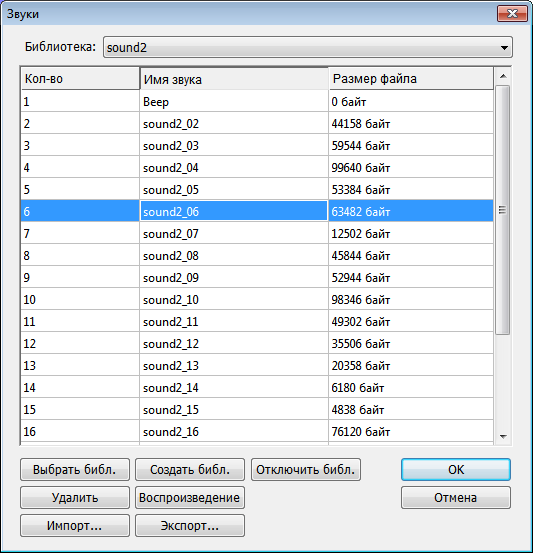 Звуки
Библиотека: sound2
Кол-во Имя звука Размер файла
1 Beep 0 байт
2 sound2_02 44158 байт
3 sound2_03 59544 байт
4 sound2_04 99640 байт
5 sound2_05 53384 байт
6 sound2_06 63482 байт
7 sound2_07 12502 байт
8 sound2_08 45844 байт
9 sound2_09 52944 байт
10 sound2_10 98346 байт
11 sound2_11 49302 байт
12 sound2_12 35506 байт
13 sound2_13 20358 байт
14 sound2_14 6180 байт
15 sound2_15 4838 байт
16 sound2_16 76120 байт
Выбрать библ. Создать библ. Отключить библ. OK
Удалить Воспроизведение Отмена
Импорт... Экспорт...